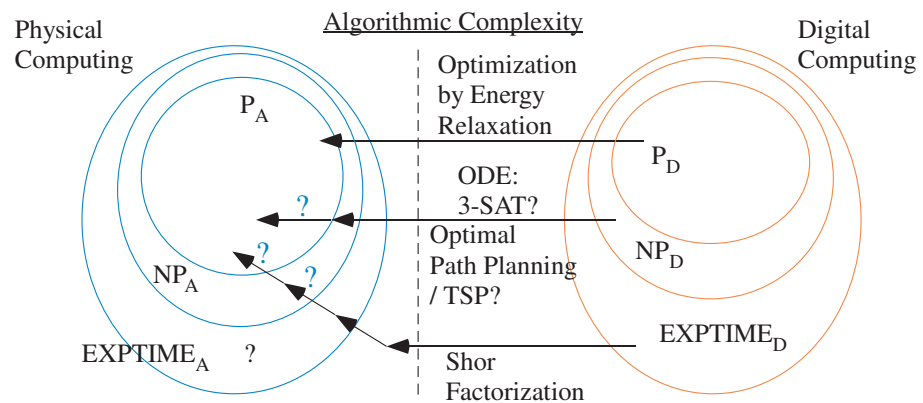 Algorithmic Complexity
Physical
Computing
Digital
Computing
P_A
NP_A
EXPTIME_A ?
Optimization
by Energy
Relaxation
ODE:
3-SAT?
Optimal
Path Planning
/ TSP?
Shor
Factorization
?
?
?
P_D
NP_D
EXPTIME_D